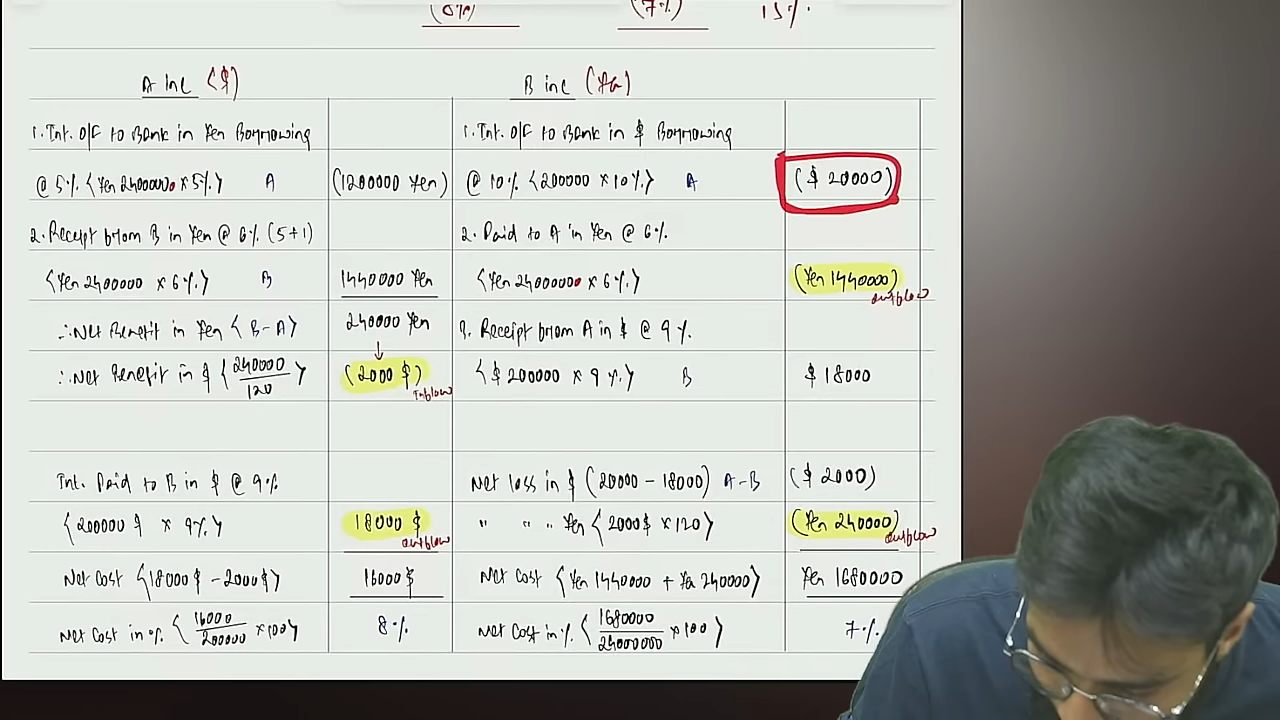 (8%) (7%) 15%
A inc ($)
B inc (Yen)
1. Int. O/F to Bank in Yen Borrowing
@ 5% <Yen 24000000 x 5%> A (1200000 Yen)
2. Receipt from B in Yen @ 6% (5+1)
<Yen 2400000 x 6%> B 1440000 Yen
∴ Net Benefit in Yen <B-A> 240000 Yen
∴ Net Benefit in $ <240000/120> (2000 $)
Inflow
Int. Paid to B in $ @ 9%
<200000 $ x 9%> 18000 $
outflow
Net Cost <18000$ - 2000$> 16000 $
Net Cost in % <16000/200000 x 100> 8%
1. Int. O/F to Bank in $ Borrowing
@ 10% <200000 x 10%> A ($ 20000)
2. Paid to A in Yen @ 6%
<Yen 24000000 x 6%> (Yen 1440000)
outflow
3. Receipt from A in $ @ 9%
<$ 200000 x 9%> B $ 18000
Net loss in $ (20000 - 18000) A-B ($ 2000)
" " " Yen <2000$ x 120> (Yen 240000)
outflow
Net Cost <Yen 1440000 + Yen 240000> Yen 1680000
Net Cost in % <1680000/24000000 x 100> 7%